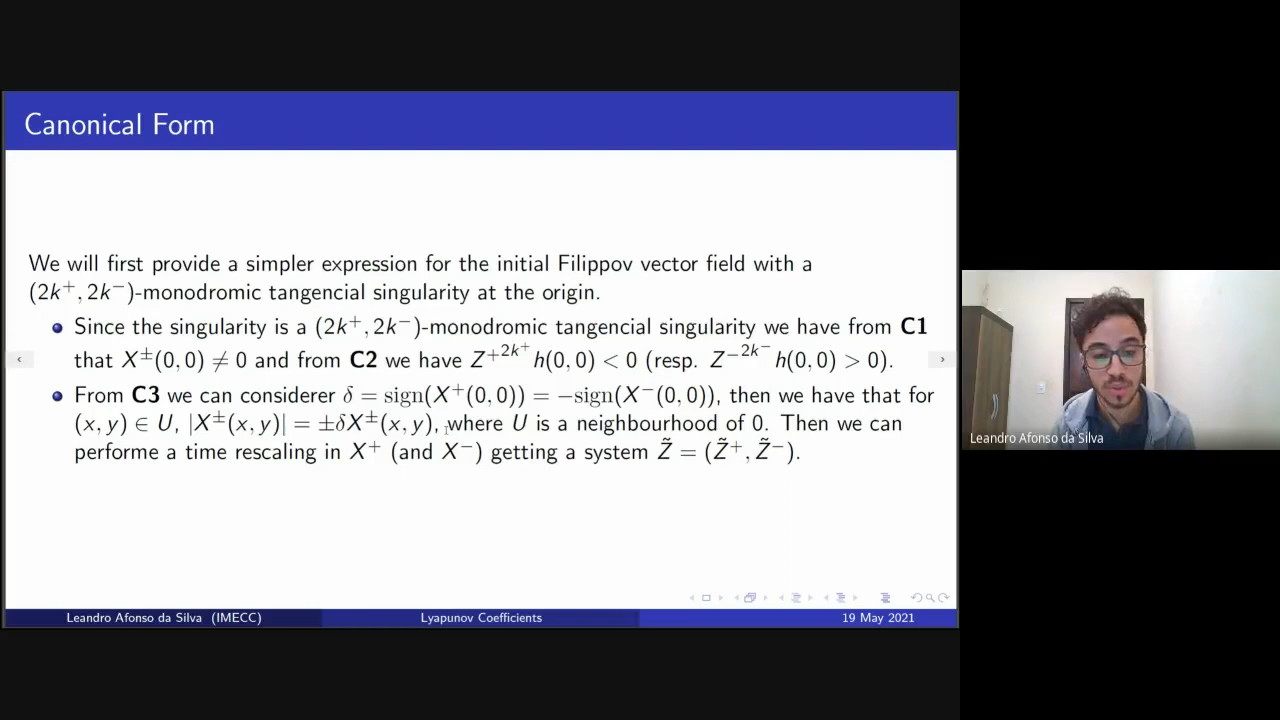 Canonical Form
We will first provide a simpler expression for the initial Filippov vector field with a
(2k⁺, 2k⁻)-monodromic tangencial singularity at the origin.
Since the singularity is a (2k⁺, 2k⁻)-monodromic tangencial singularity we have from C1
that X^±(0, 0) ≠ 0 and from C2 we have Z^{+^{2k^+}}h(0, 0) < 0 (resp. Z^{-^{2k^-}}h(0, 0) > 0).
From C3 we can considerer δ = sign(X⁺(0, 0)) = −sign(X⁻(0, 0)), then we have that for
(x, y) ∈ U, |X^±(x, y)| = ±δX^±(x, y), where U is a neighbourhood of 0. Then we can
performe a time rescaling in X⁺ (and X⁻) getting a system Z̃ = (Z̃⁺, Z̃⁻).
Leandro Afonso da Silva (IMECC)
Lyapunov Coefficients
19 May 2021
Leandro Afonso da Silva